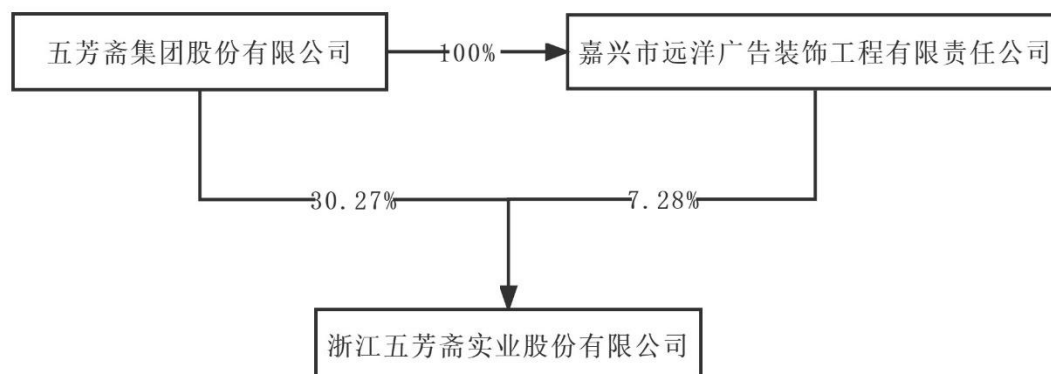 五芳斋集团股份有限公司
100%
嘉兴市远洋广告装饰工程有限责任公司
30.27%
7.28%
浙江五芳斋实业股份有限公司